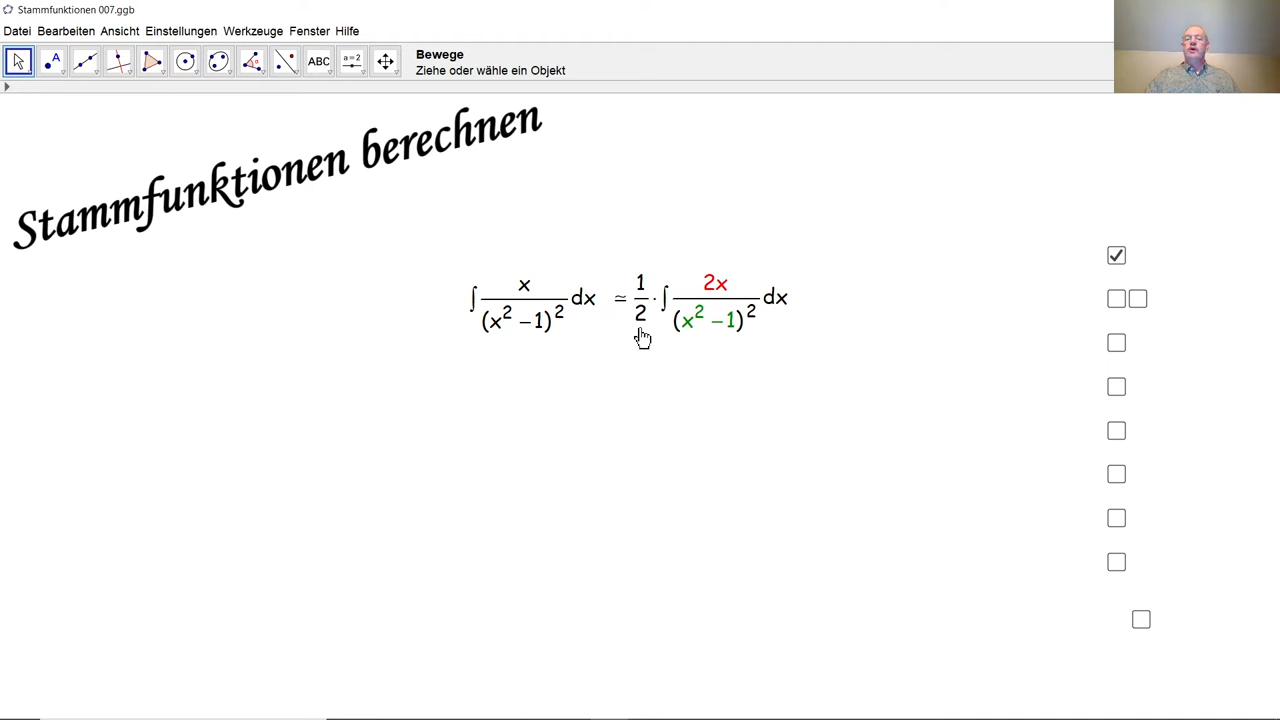 Stammfunktionen 007.ggb
Datei Bearbeiten Ansicht Einstellungen Werkzeuge Fenster Hilfe
A
ABC
a=2
Bewege
Ziehe oder wähle ein Objekt
Stammfunktionen berechnen
∫ x/(x² −1)² dx ≃ 1/2 · ∫ 2x/(x² −1)² dx